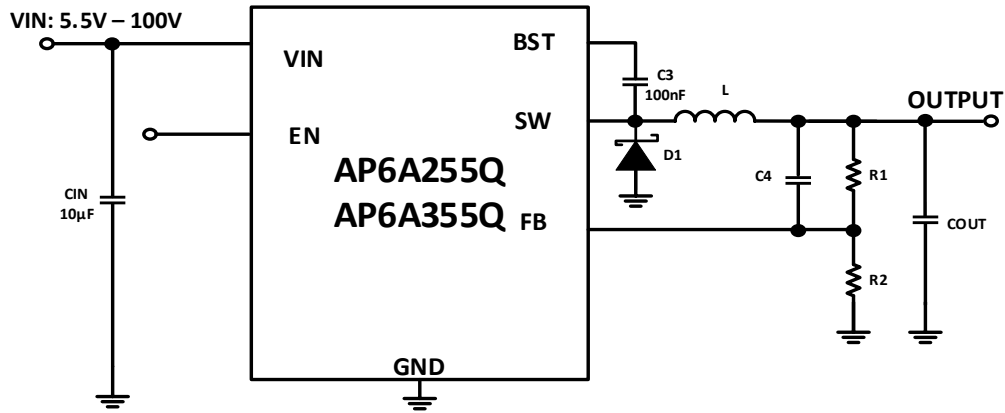 VIN: 5.5V – 100V
VIN
EN
CIN
10µF
AP6A255Q
AP6A355Q
BST
SW
FB
GND
C3
100nF
L
D1
C4
R1
R2
OUTPUT
COUT